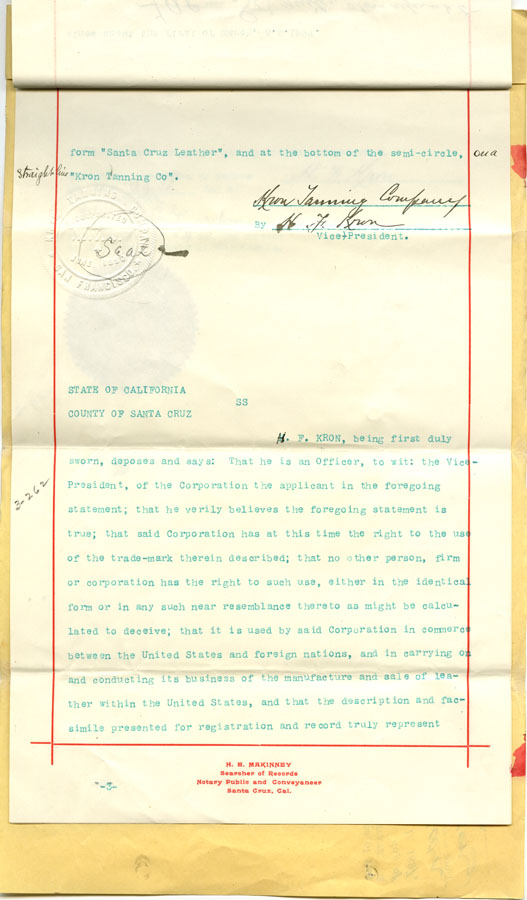 form "Santa Cruz Leather", and at the bottom of the semi-circle, on a
straight line "Kron Tanning Co".
Kron Tanning Company
By H. F. Kron
Vice President.
Seal
STATE OF CALIFORNIA
SS
COUNTY OF SANTA CRUZ
H. F. KRON, being first duly
sworn, deposes and says: That he is an Officer, to wit: the Vice-
President, of the Corporation the applicant in the foregoing
3-262
statement; that he verily believes the foregoing statement is
true; that said Corporation has at this time the right to the use
of the trade-mark therein described; that no other person, firm
or corporation has the right to such use, either in the identical
form or in any such near resemblance thereto as might be calcu-
lated to deceive; that it is used by said Corporation in commerce
between the United States and foreign nations, and in carrying on
and conducting its business of the manufacture and sale of lea-
ther within the United States, and that the description and fac-
simile presented for registration and record truly represent
H. B. MAKINNEY
Searcher of Records
Notary Public and Conveyancer
Santa Cruz, Cal.
-3-